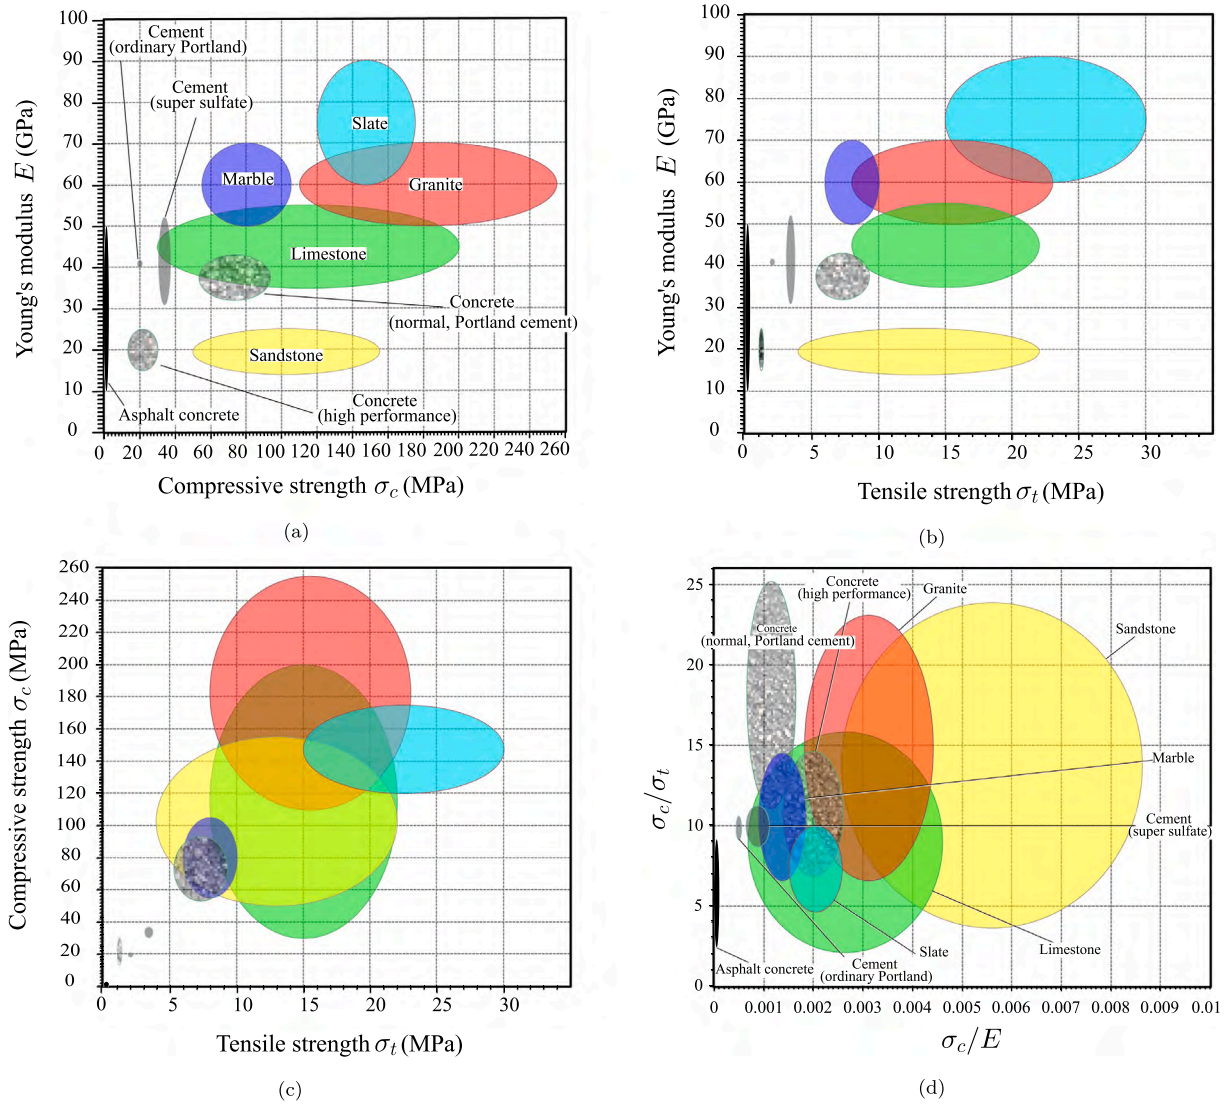 100
90
80
70
60
50
40
30
20
10
0
Young's modulus E (GPa)
Cement
(ordinary Portland)
Cement
(super sulfate)
Slate
Marble
Granite
Limestone
Concrete
(normal, Portland cement)
Sandstone
Concrete
(high performance)
Asphalt concrete
0 20 40 60 80 100 120 140 160 180 200 220 240 260
Compressive strength σc (MPa)
(a)
100
90
80
70
60
50
40
30
20
10
0
Young's modulus E (GPa)
5 10 15 20 25 30
Tensile strength σt (MPa)
(b)
260
240
220
200
180
160
140
120
100
80
60
40
20
0
Compressive strength σc (MPa)
5 10 15 20 25 30
Tensile strength σt (MPa)
(c)
25
20
15
10
5
0
σc/σt
Concrete
(high performance)
Granite
Concrete
(normal, Portland cement)
Sandstone
Marble
Cement
(super sulfate)
Limestone
Slate
Cement
(ordinary Portland)
Asphalt concrete
0 0.001 0.002 0.003 0.004 0.005 0.006 0.007 0.008 0.009 0.01
σc/E
(d)